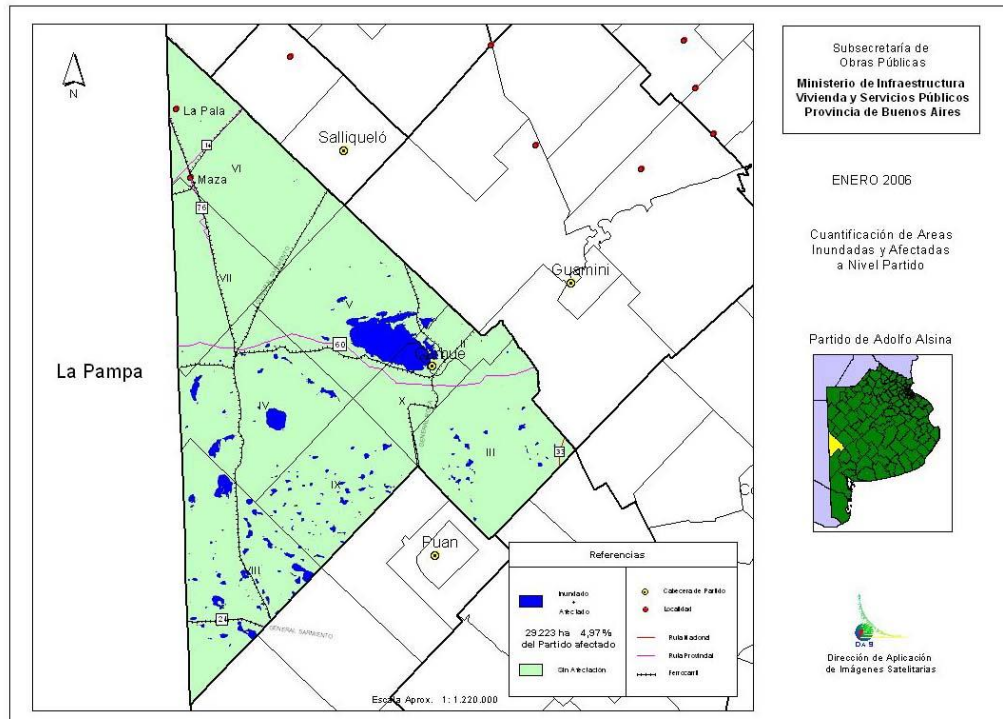 N
La Pala
14
VI
Salliqueló
Maza
76
VII
GENERAL SARMIENTO
Guamini
V
II
60
La Pampa
X
IV
III
33
IX
Puan
VIII
24
GENERAL SARMIENTO
Referencias
Inundado
+
Afectado
29.223 ha 4,97%
del Partido afectado
Sin Afectación
Cabecera de Partido
Localidad
Ruta Nacional
Ruta Provincial
Ferrocarril
Escala Aprox. 1: 1.220.000
Subsecretaría de
Obras Públicas
Ministerio de Infraestructura
Vivienda y Servicios Públicos
Provincia de Buenos Aires
ENERO 2006
Cuantificación de Areas
Inundadas y Afectadas
a Nivel Partido
Partido de Adolfo Alsina
Dirección de Aplicación
de Imágenes Satelitarias